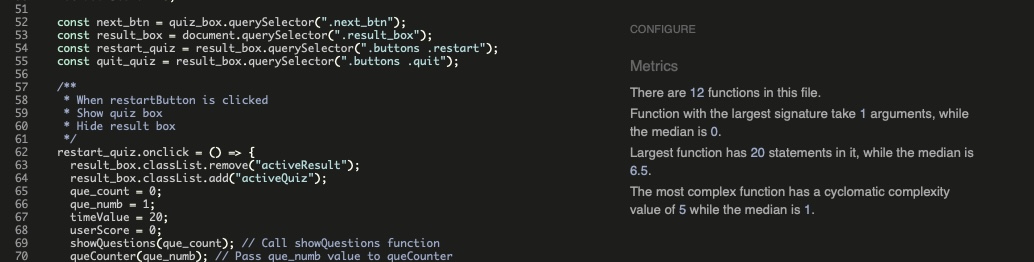 51
52 const next_btn = quiz_box.querySelector(".next_btn");
53 const result_box = document.querySelector(".result_box");
54 const restart_quiz = result_box.querySelector(".buttons .restart");
55 const quit_quiz = result_box.querySelector(".buttons .quit");
56
57 /**
58 * When restartButton is clicked
59 * Show quiz box
60 * Hide result box
61 */
62 restart_quiz.onclick = () => {
63 result_box.classList.remove("activeResult");
64 result_box.classList.add("activeQuiz");
65 que_count = 0;
66 que_numb = 1;
67 timeValue = 20;
68 userScore = 0;
69 showQuestions(que_count); // Call showQuestions function
70 queCounter(que_numb); // Pass que_numb value to queCounter
CONFIGURE
Metrics
There are 12 functions in this file.
Function with the largest signature take 1 arguments, while
the median is 0.
Largest function has 20 statements in it, while the median is
6.5.
The most complex function has a cyclomatic complexity
value of 5 while the median is 1.